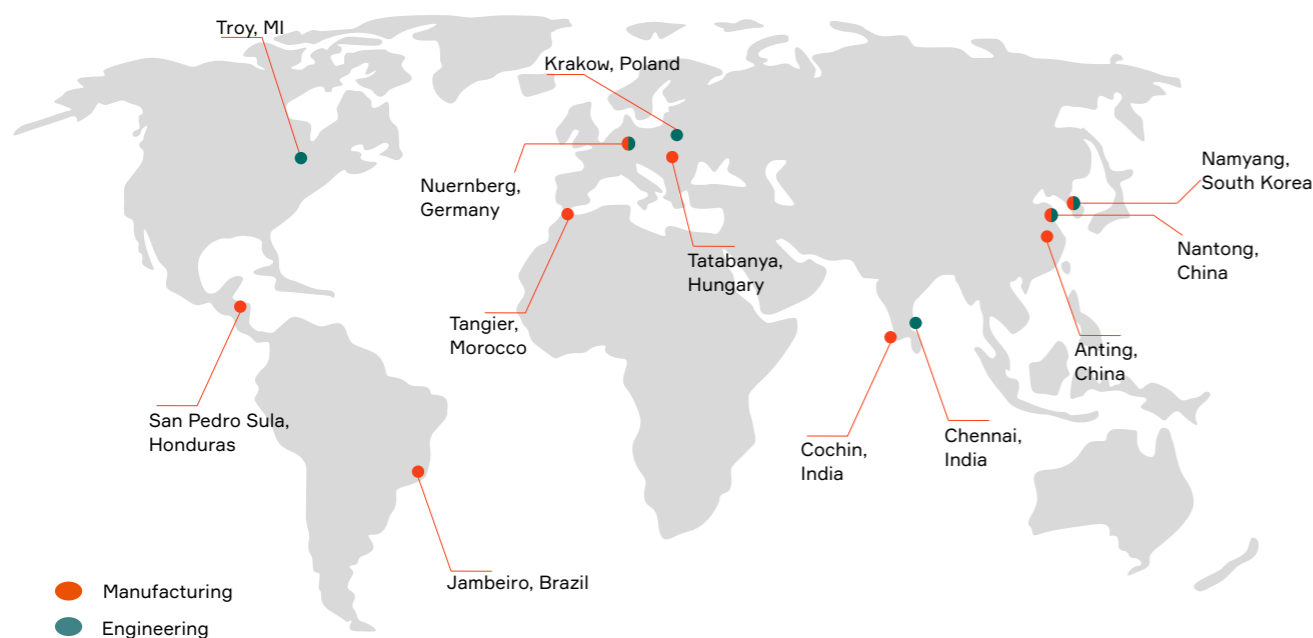 Troy, MI
Krakow, Poland
Nuernberg,
Germany
Namyang,
South Korea
Nantong,
China
Tatabanya,
Hungary
Tangier,
Morocco
Anting,
China
San Pedro Sula,
Honduras
Cochin,
India
Chennai,
India
Jambeiro, Brazil
Manufacturing
Engineering